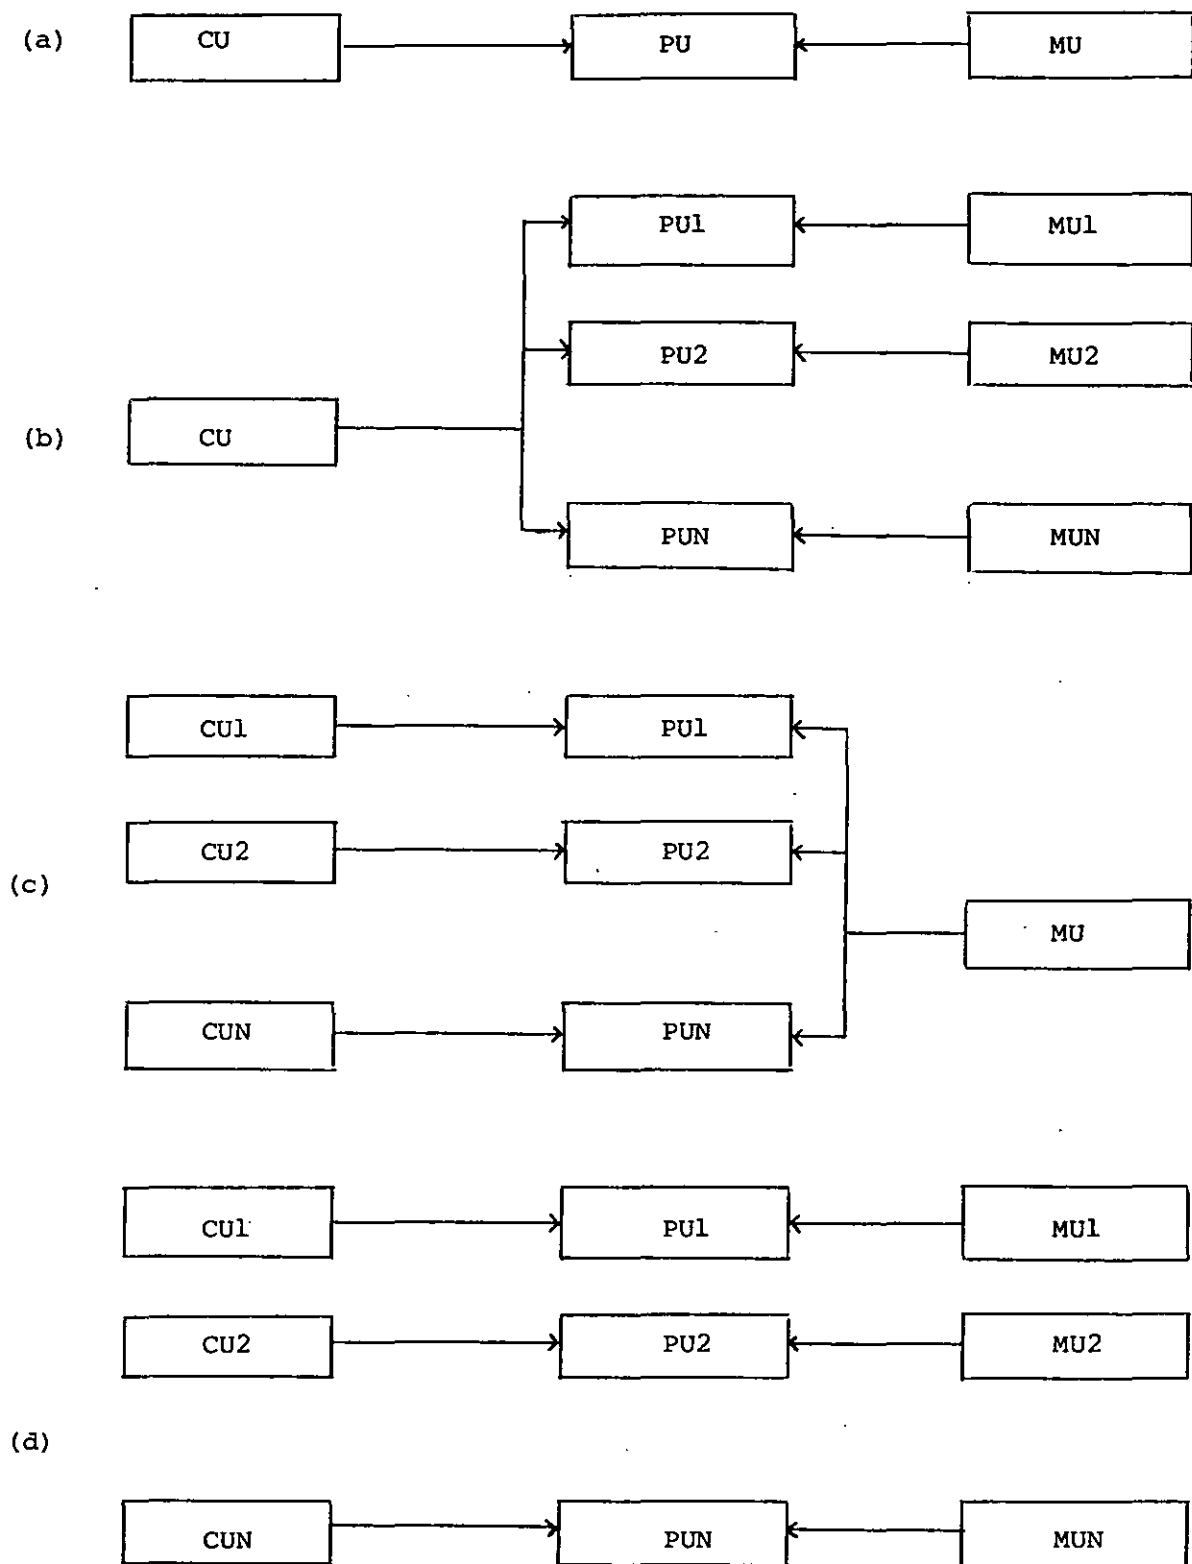 (a) CU PU MU
PU1 MU1
PU2 MU2
(b) CU
PUN MUN
CU1 PU1
CU2 PU2
(c)
MU
CUN PUN
CU1 PU1 MU1
CU2 PU2 MU2
(d)
CUN PUN MUN